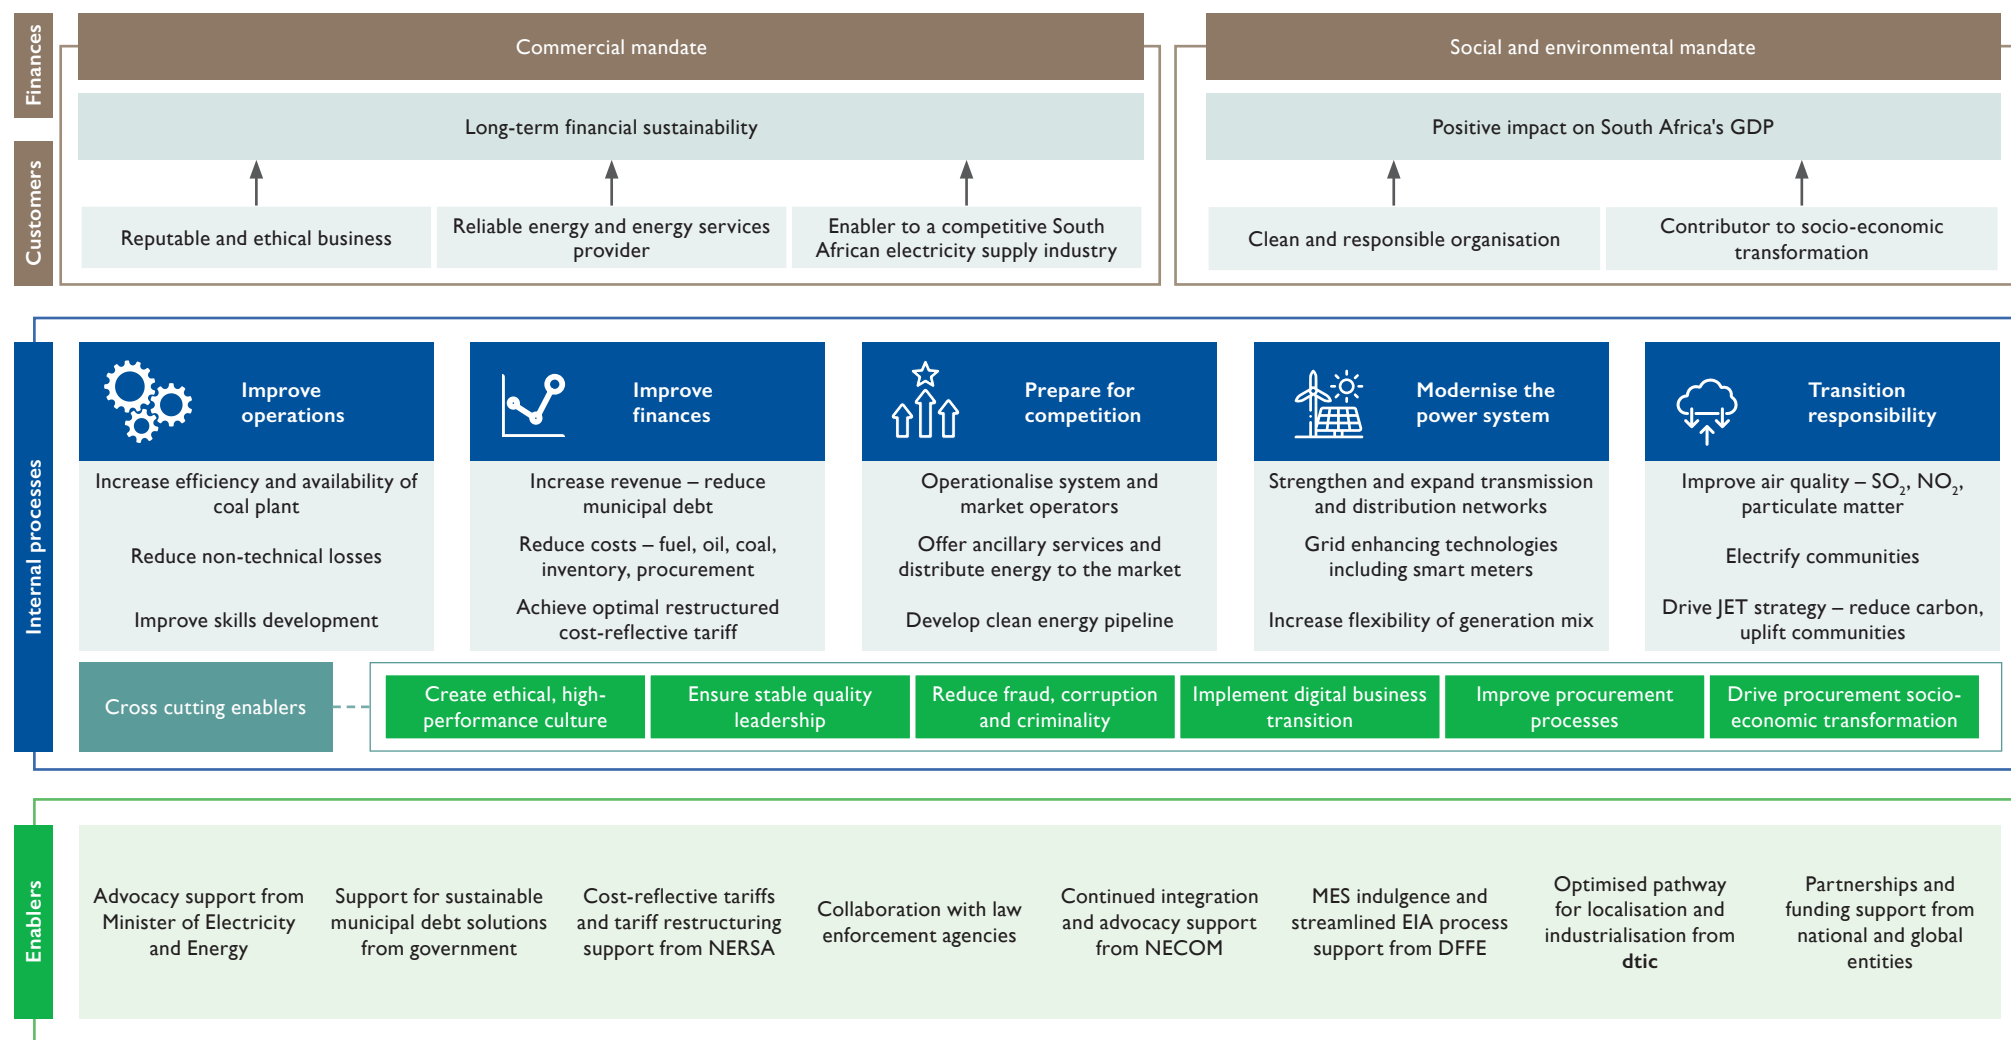 Finances
Commercial mandate
Social and environmental mandate
Long-term financial sustainability
Positive impact on South Africa's GDP
Customers
Reputable and ethical business
Reliable energy and energy services
provider
Enabler to a competitive South
African electricity supply industry
Clean and responsible organisation
Contributor to socio-economic
transformation
Internal processes
Improve
operations
Increase efficiency and availability of
coal plant
Reduce non-technical losses
Improve skills development
Improve
finances
Increase revenue – reduce
municipal debt
Reduce costs – fuel, oil, coal,
inventory, procurement
Achieve optimal restructured
cost-reflective tariff
Prepare for
competition
Operationalise system and
market operators
Offer ancillary services and
distribute energy to the market
Develop clean energy pipeline
Modernise the
power system
Strengthen and expand transmission
and distribution networks
Grid enhancing technologies
including smart meters
Increase flexibility of generation mix
Transition
responsibility
Improve air quality – SO₂, NO₂,
particulate matter
Electrify communities
Drive JET strategy – reduce carbon,
uplift communities
Cross cutting enablers
Create ethical, high-
performance culture
Ensure stable quality
leadership
Reduce fraud, corruption
and criminality
Implement digital business
transition
Improve procurement
processes
Drive procurement socio-
economic transformation
Enablers
Advocacy support from
Minister of Electricity
and Energy
Support for sustainable
municipal debt solutions
from government
Cost-reflective tariffs
and tariff restructuring
support from NERSA
Collaboration with law
enforcement agencies
Continued integration
and advocacy support
from NECOM
MES indulgence and
streamlined EIA process
support from DFFE
Optimised pathway
for localisation and
industrialisation from
dtic
Partnerships and
funding support from
national and global
entities